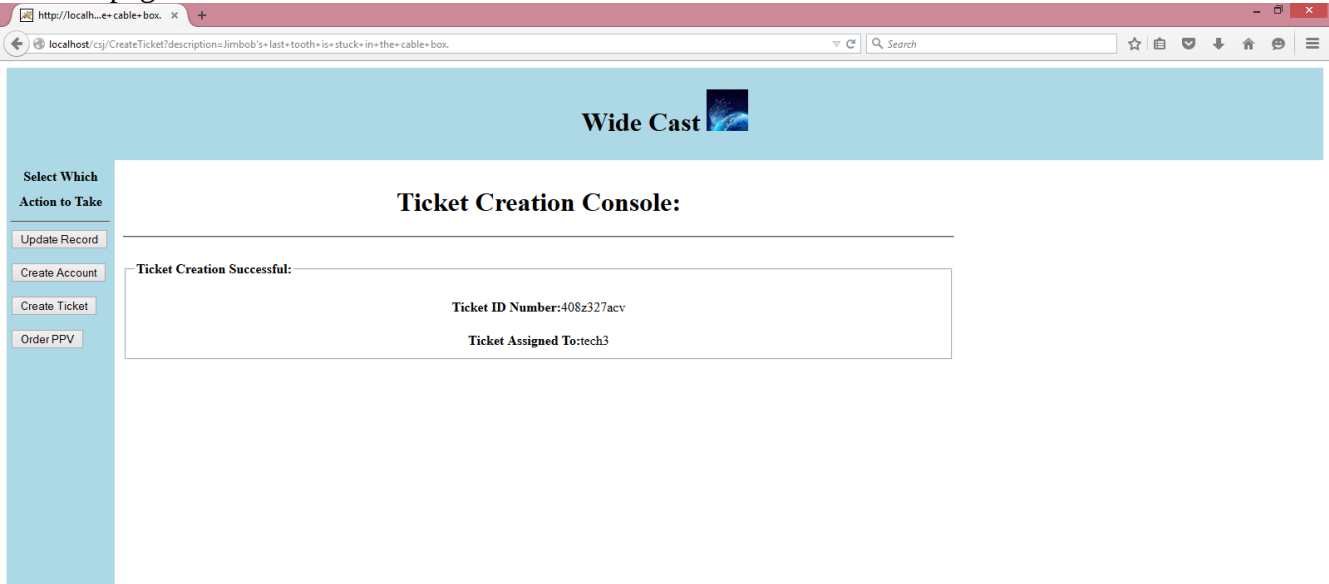 http://localh...e+cable+box. × +
localhost/csj/CreateTicket?description=Jimbob's+last+tooth+is+stuck+in+the+cable+box.
Search
Wide Cast
Select Which
Action to Take
Update Record
Create Account
Create Ticket
Order PPV
Ticket Creation Console:
Ticket Creation Successful:
Ticket ID Number:408z327acv
Ticket Assigned To:tech3